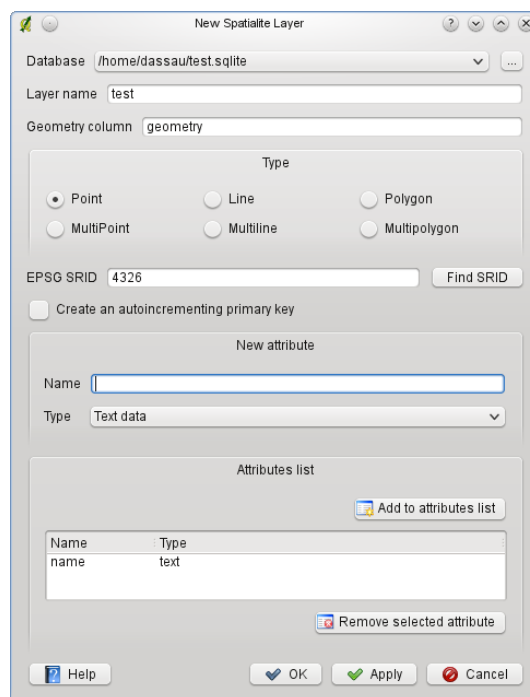 New Spatialite Layer
Database /home/dassau/test.sqlite ...
Layer name test
Geometry column geometry
Type
Point Line Polygon
MultiPoint Multiline Multipolygon
EPSG SRID 4326 Find SRID
Create an autoincrementing primary key
New attribute
Name
Type Text data
Attributes list
Add to attributes list
Name Type
name text
Remove selected attribute
Help OK Apply Cancel